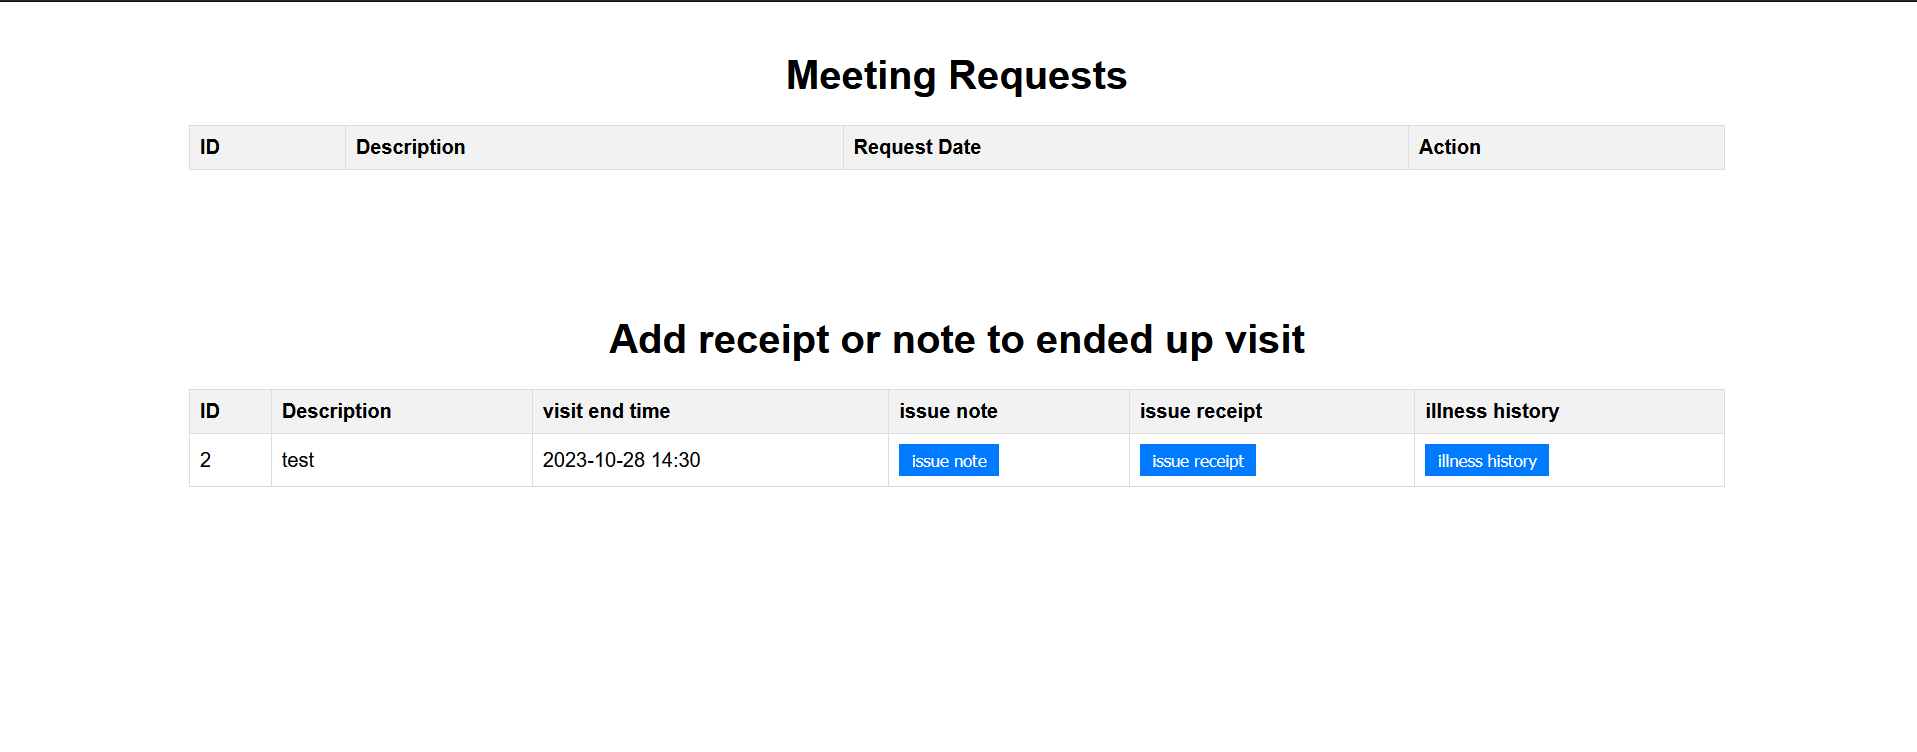 Meeting Requests
ID Description Request Date Action
Add receipt or note to ended up visit
ID Description visit end time issue note issue receipt illness history
2 test 2023-10-28 14:30 issue note issue receipt illness history